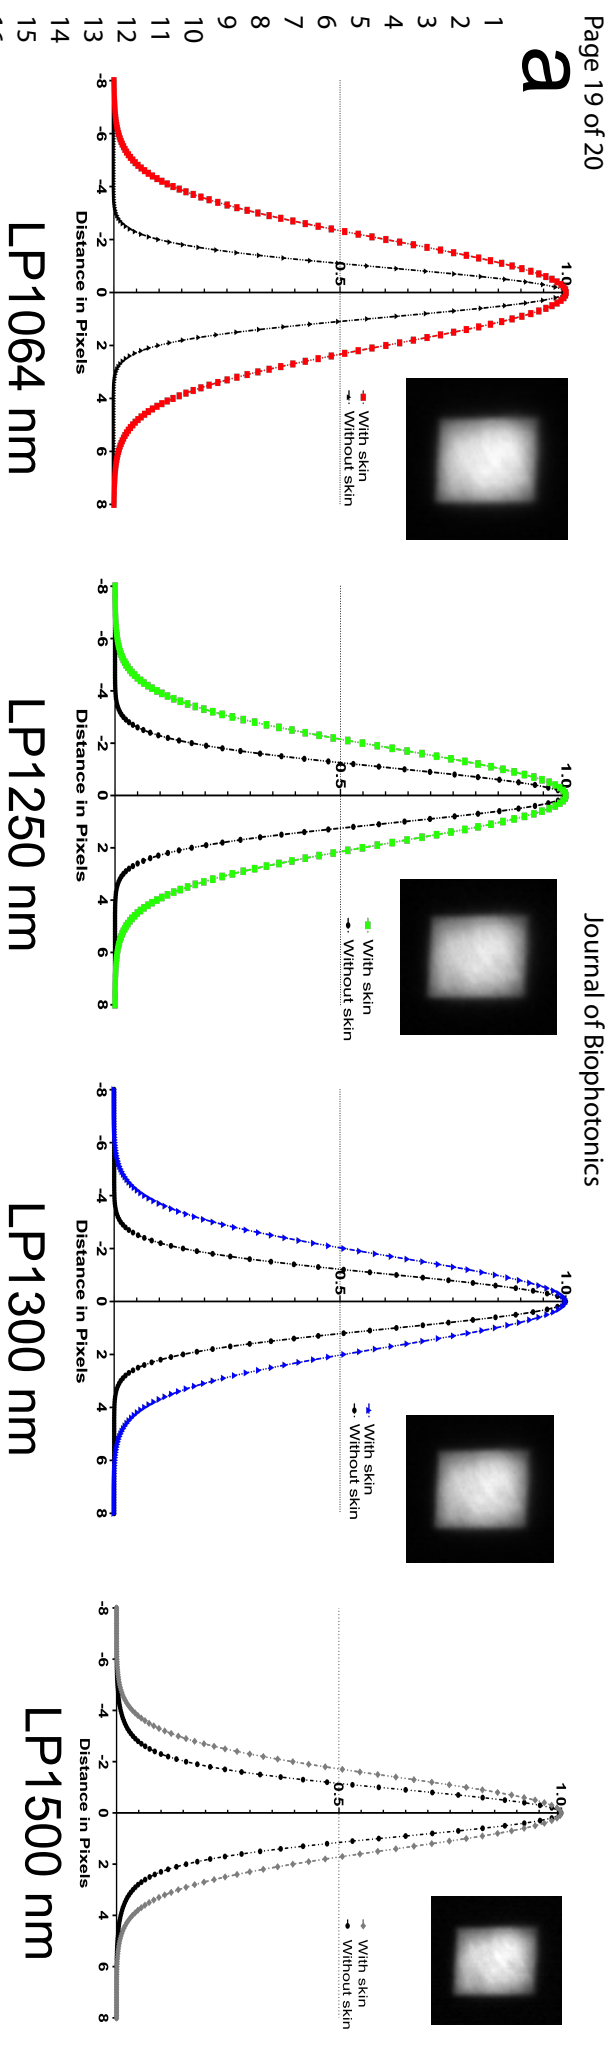 Page 19 of 20
Journal of Biophotonics
1
2
3
4
5
6
7
8
9
10
11
12
13
14
15
a
1.0
0.5
With skin
Without skin
-8 -6 -4 -2 0 2 4 6 8
Distance in Pixels
LP1064 nm
1.0
0.5
With skin
Without skin
-8 -6 -4 -2 0 2 4 6 8
Distance in Pixels
LP1250 nm
1.0
0.5
With skin
Without skin
-8 -6 -4 -2 0 2 4 6 8
Distance in Pixels
LP1300 nm
1.0
0.5
With skin
Without skin
-8 -6 -4 -2 0 2 4 6 8
Distance in Pixels
LP1500 nm